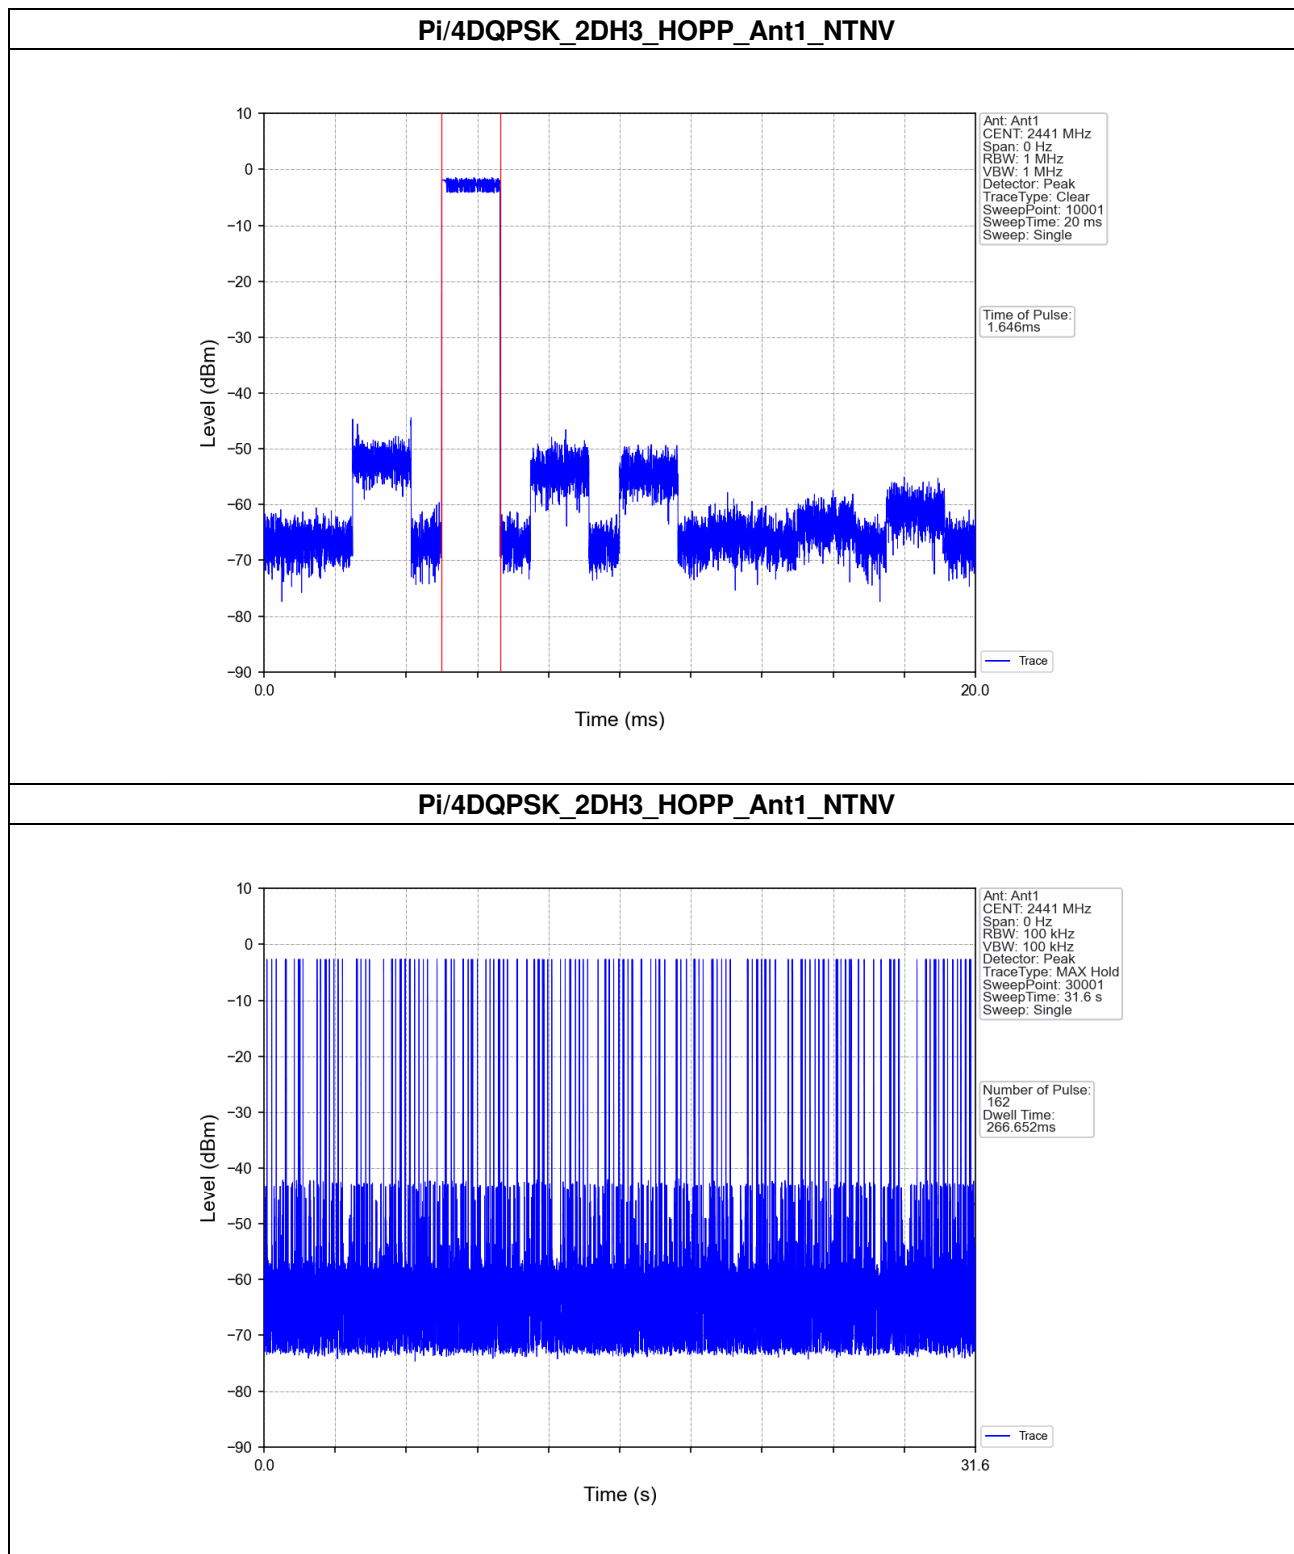 Pi/4DQPSK_2DH3_HOPP_Ant1_NTNV
10
0
−10
−20
−30
−40
−50
−60
−70
−80
−90
Level (dBm)
0.0
20.0
Time (ms)
Ant: Ant1
CENT: 2441 MHz
Span: 0 Hz
RBW: 1 MHz
VBW: 1 MHz
Detector: Peak
TraceType: Clear
SweepPoint: 10001
SweepTime: 20 ms
Sweep: Single
Time of Pulse:
1.646ms
Trace
Pi/4DQPSK_2DH3_HOPP_Ant1_NTNV
10
0
−10
−20
−30
−40
−50
−60
−70
−80
−90
Level (dBm)
0.0
31.6
Time (s)
Ant: Ant1
CENT: 2441 MHz
Span: 0 Hz
RBW: 100 kHz
VBW: 100 kHz
Detector: Peak
TraceType: MAX Hold
SweepPoint: 30001
SweepTime: 31.6 s
Sweep: Single
Number of Pulse:
162
Dwell Time:
266.652ms
Trace